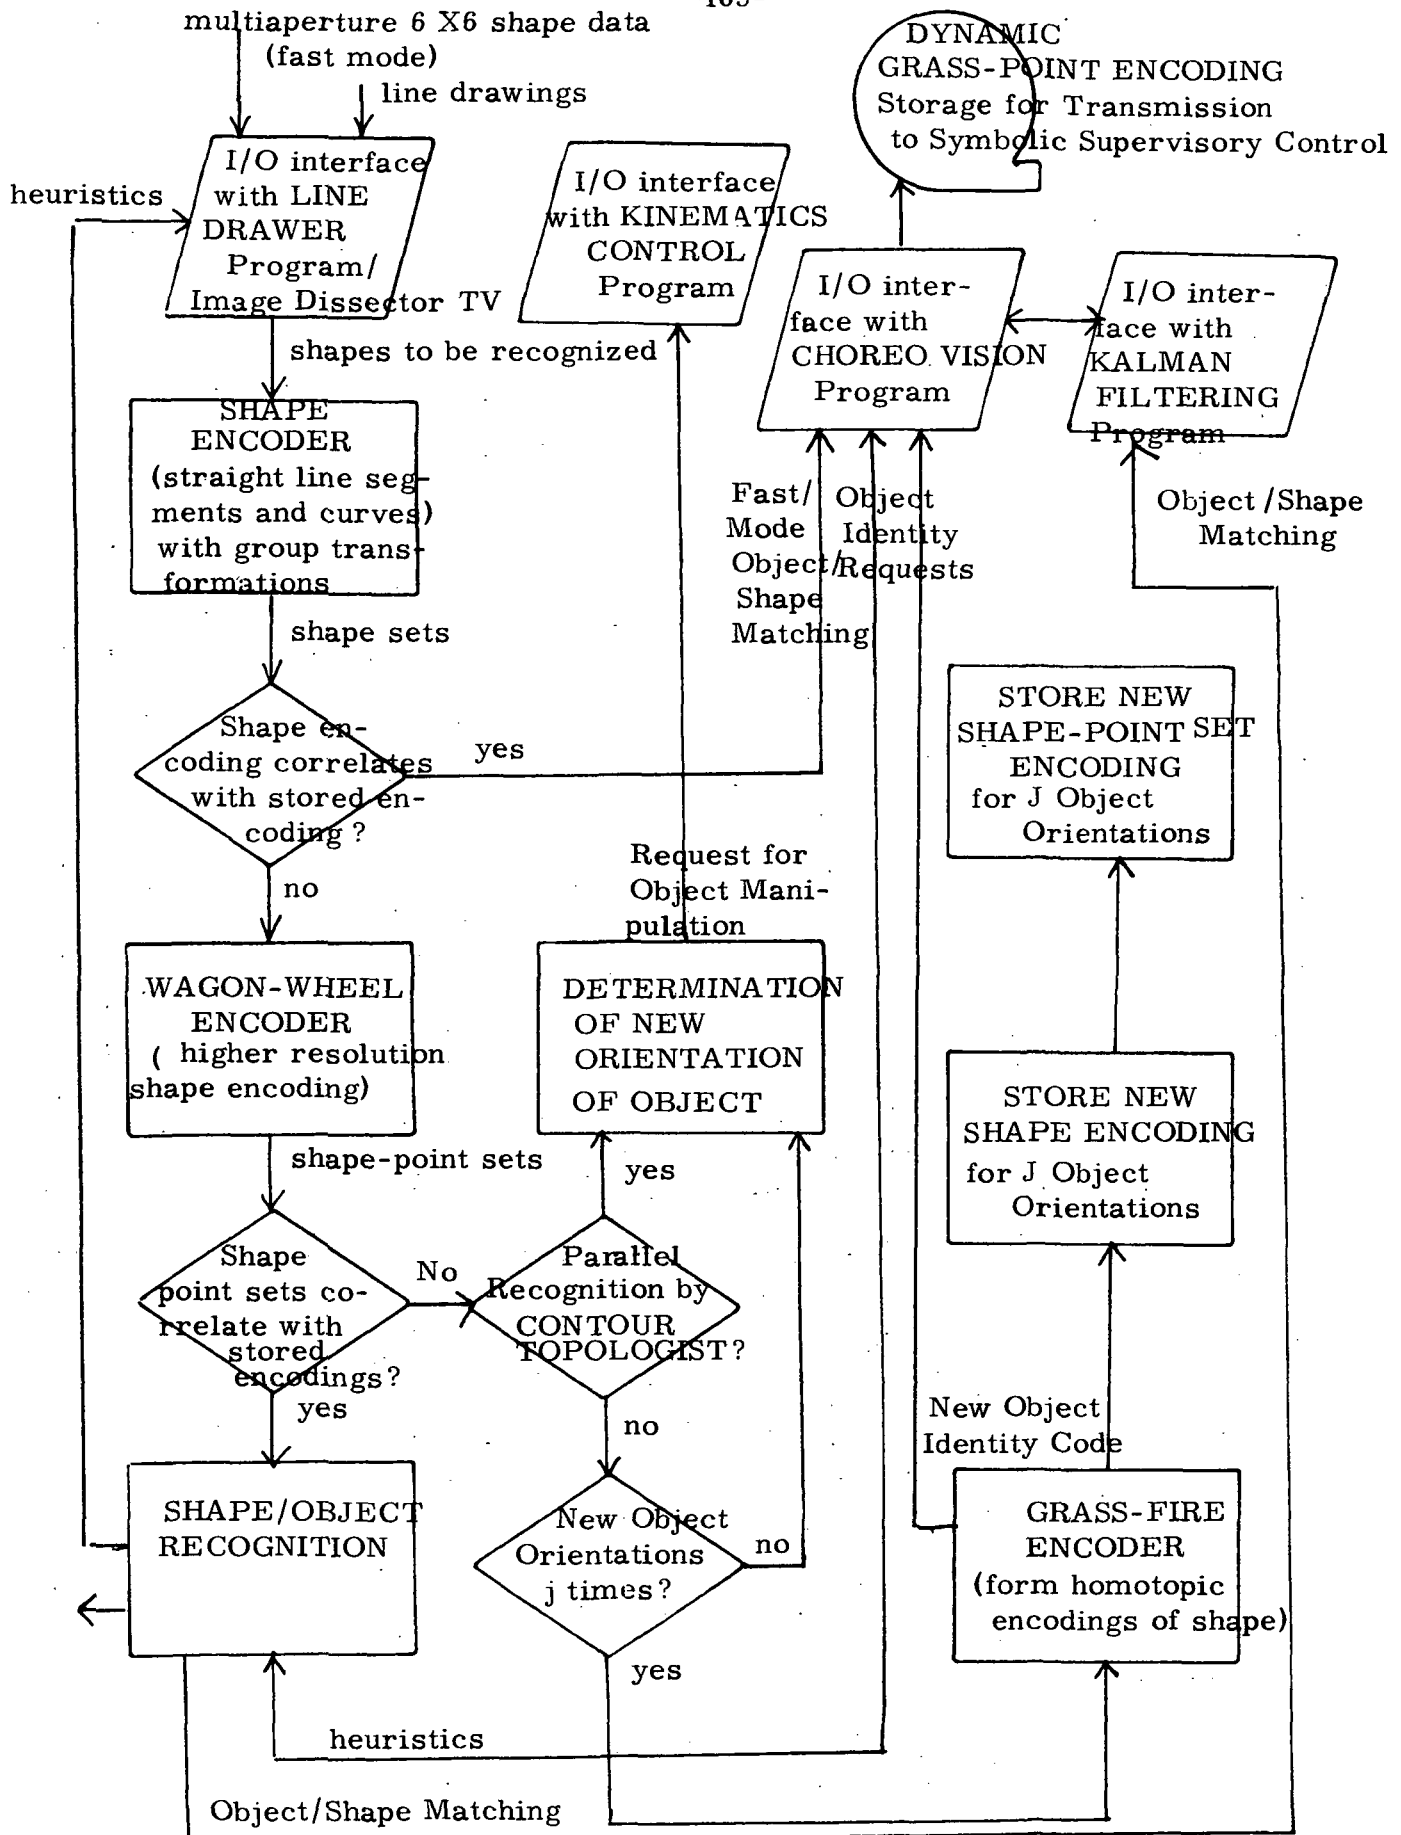 multiaperture 6 X6 shape data
(fast mode)
line drawings
heuristics
I/O interface
with LINE
DRAWER
Program/
Image Dissector TV
I/O interface
with KINEMATICS
CONTROL
Program
DYNAMIC
GRASS-POINT ENCODING
Storage for Transmission
to Symbolic Supervisory Control
I/O inter-
face with
CHOREO. VISION
Program
I/O inter-
face with
KALMAN
FILTERING
Program
shapes to be recognized
SHAPE
ENCODER
(straight line seg-
ments and curves)
with group trans-
formations
Fast/
Mode
Object/
Shape
Matching
Object
Identity
Requests
Object/Shape
Matching
shape sets
Shape en-
coding correlates
with stored en-
coding?
yes
no
STORE NEW
SHAPE-POINT SET
ENCODING
for J Object
Orientations
Request for
Object Mani-
pulation
WAGON-WHEEL
ENCODER
( higher resolution
shape encoding)
DETERMINATION
OF NEW
ORIENTATION
OF OBJECT
STORE NEW
SHAPE ENCODING
for J Object
Orientations
shape-point sets
yes
Shape
point sets co-
rrelate with
stored
encodings?
No
Parallel
Recognition by
CONTOUR
TOPOLOGIST?
yes
no
New Object
Identity Code
SHAPE/OBJECT
RECOGNITION
New Object
Orientations
j times?
no
GRASS-FIRE
ENCODER
(form homotopic
encodings of shape)
yes
heuristics
Object/Shape Matching